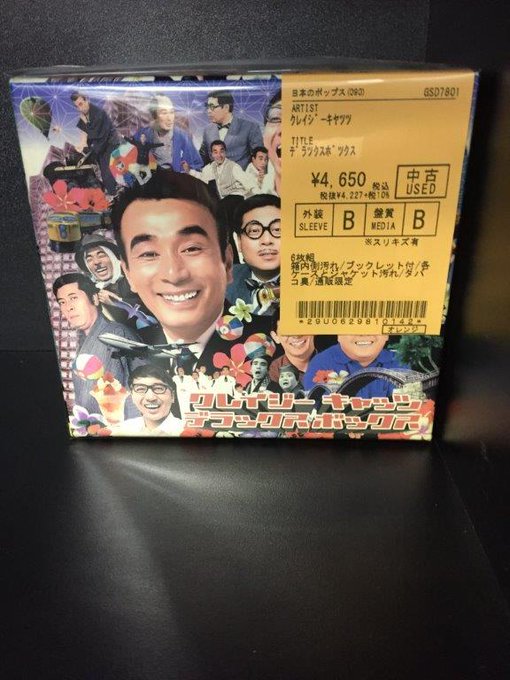 日本のポップス(090) GSD7801
ARTIST
クレイジーキャッツ
TITLE
デラックスボックス
¥4,650 税込
税抜¥4,227+税10%
中古
USED
外装
SLEEVE
B
盤質
MEDIA
B
※スリキズ有
6枚組
箱内側汚れ/ブックレット付/各
ケースとジャケット汚れ/タバ
コ臭/通販限定
*29U0629810142*
オレンジ
クレイジー キャッツ
デラックスボックス